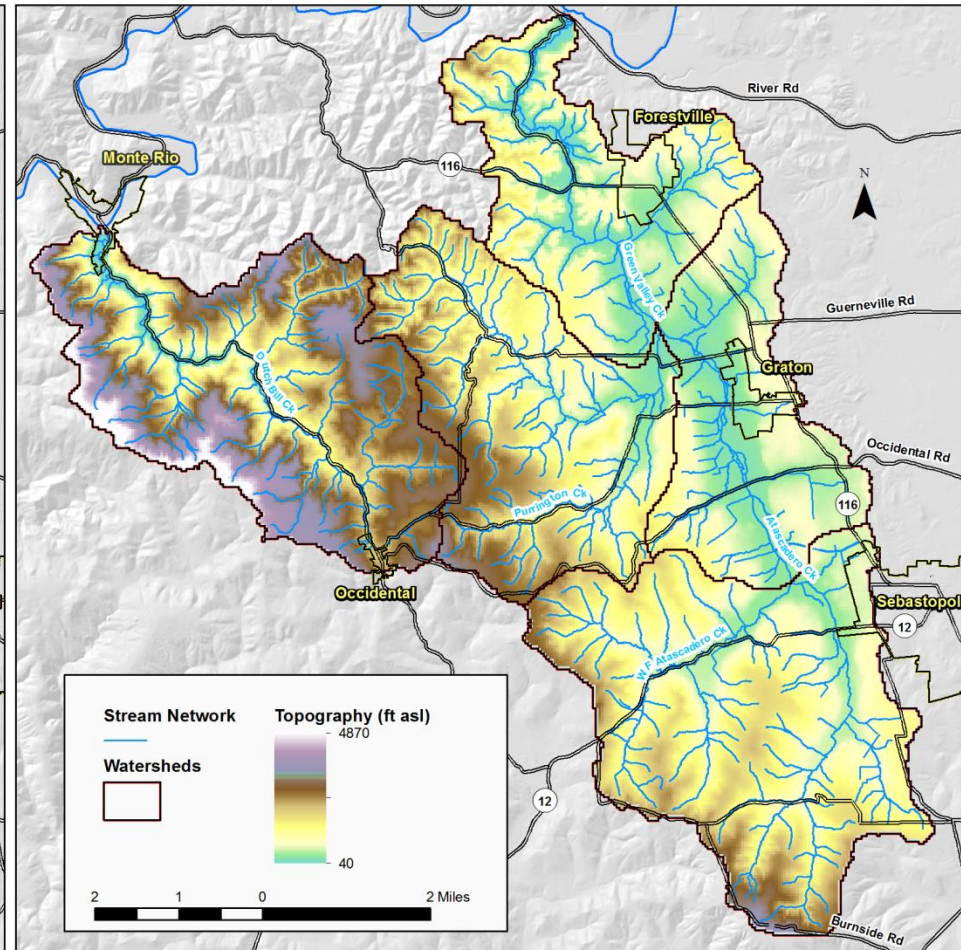 River Rd
Forestville
Monte Rio
116
N
Green Valley Ck
Guerneville Rd
Dutch Bill Ck
Graton
Occidental Rd
Purrington Ck
116
Atascadero Ck
Occidental
Sebastopol
12
W F Atascadero Ck
Stream Network
Topography (ft asl)
4870
Watersheds
12
40
2 1 0 2 Miles
Burnside Rd